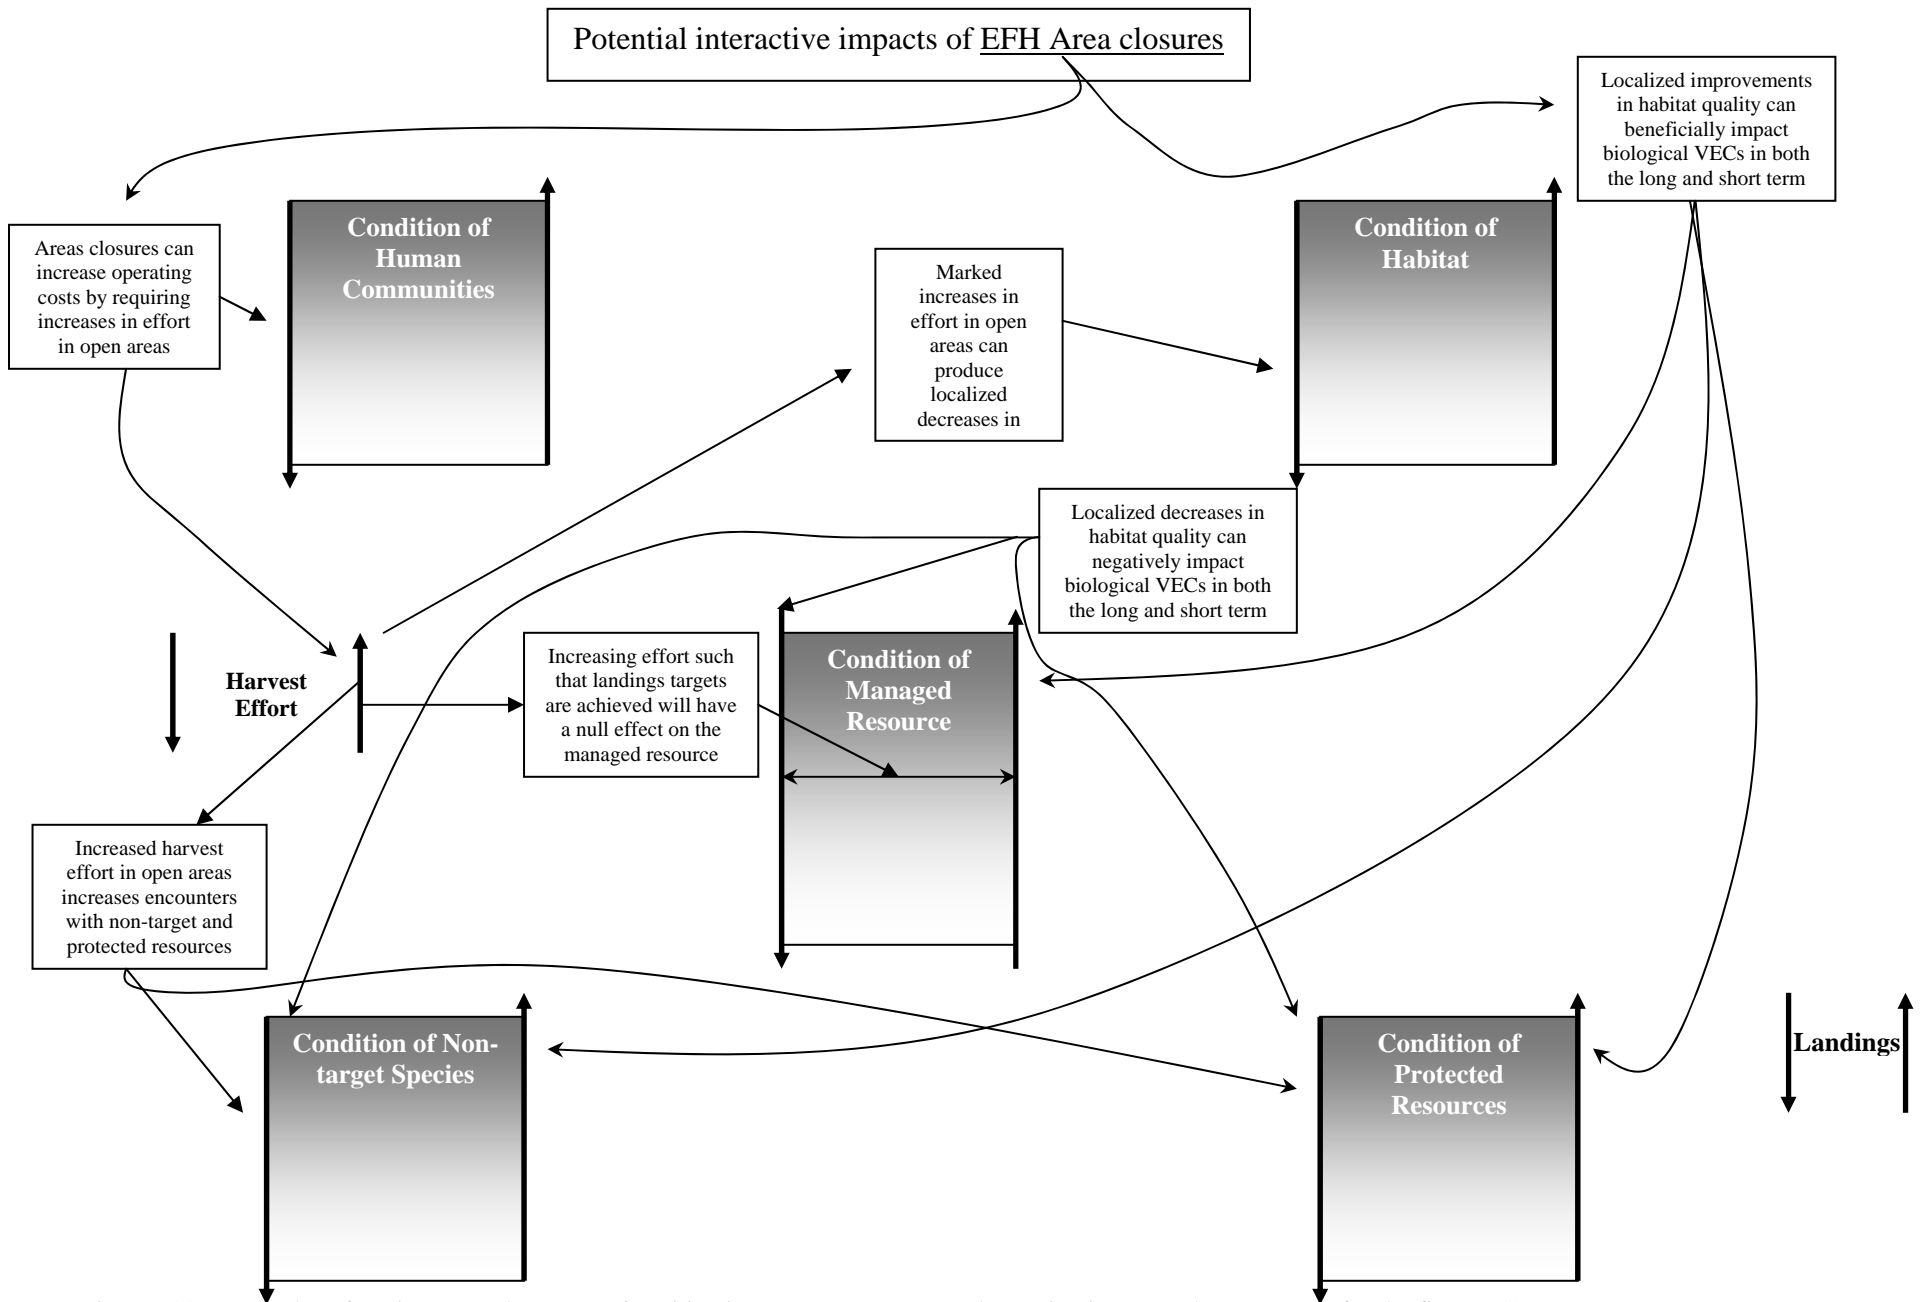 Potential interactive impacts of EFH Area closures
Localized improvements
in habitat quality can
beneficially impact
biological VECs in both
the long and short term
Areas closures can
increase operating
costs by requiring
increases in effort
in open areas
Condition of
Human
Communities
Marked
increases in
effort in open
areas can
produce
localized
decreases in
Condition of
Habitat
Localized decreases in
habitat quality can
negatively impact
biological VECs in both
the long and short term
Harvest
Effort
Increasing effort such
that landings targets
are achieved will have
a null effect on the
managed resource
Condition of
Managed
Resource
Increased harvest
effort in open areas
increases encounters
with non-target and
protected resources
Condition of Non-
target Species
Condition of
Protected
Resources
Landings